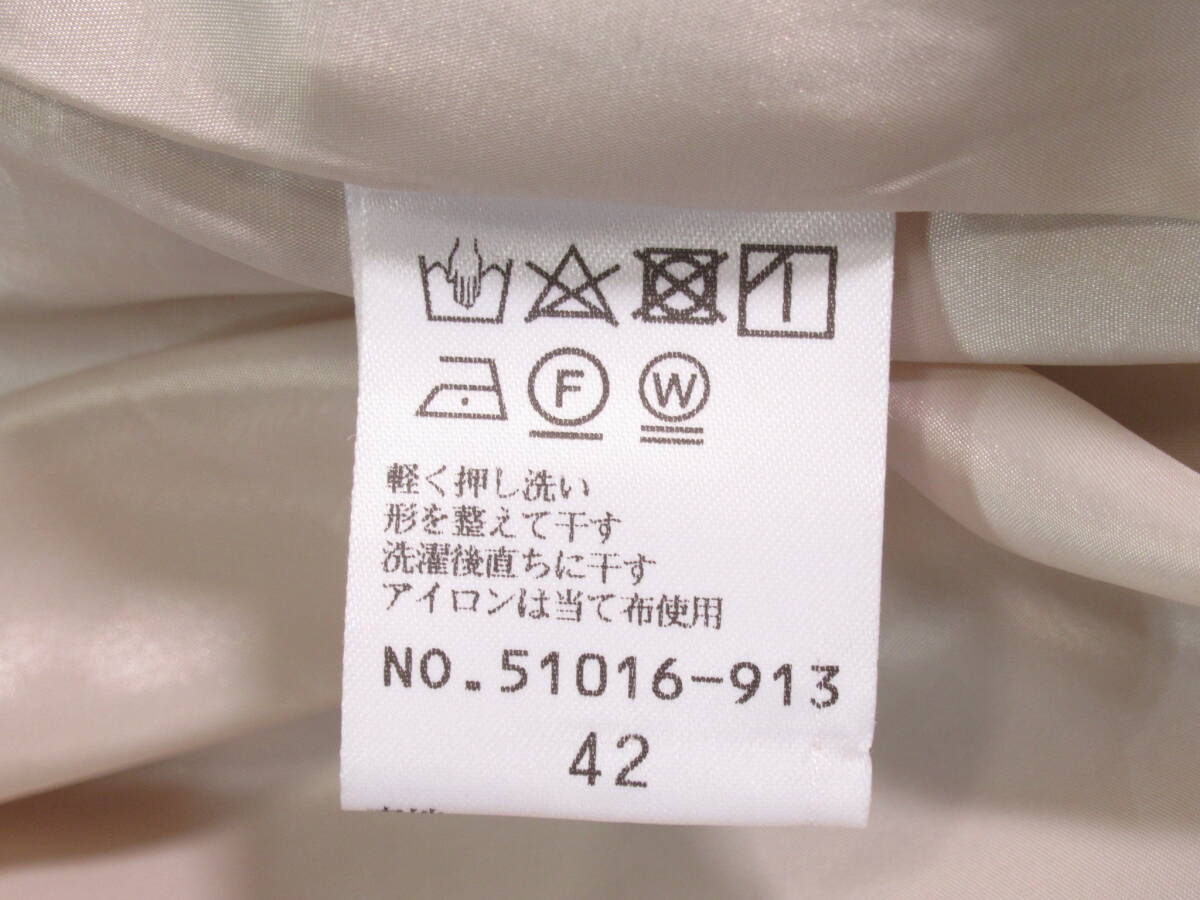 F W
軽く押し洗い
形を整えて干す
洗濯後直ちに干す
アイロンは当て布使用
NO.51016-913
42